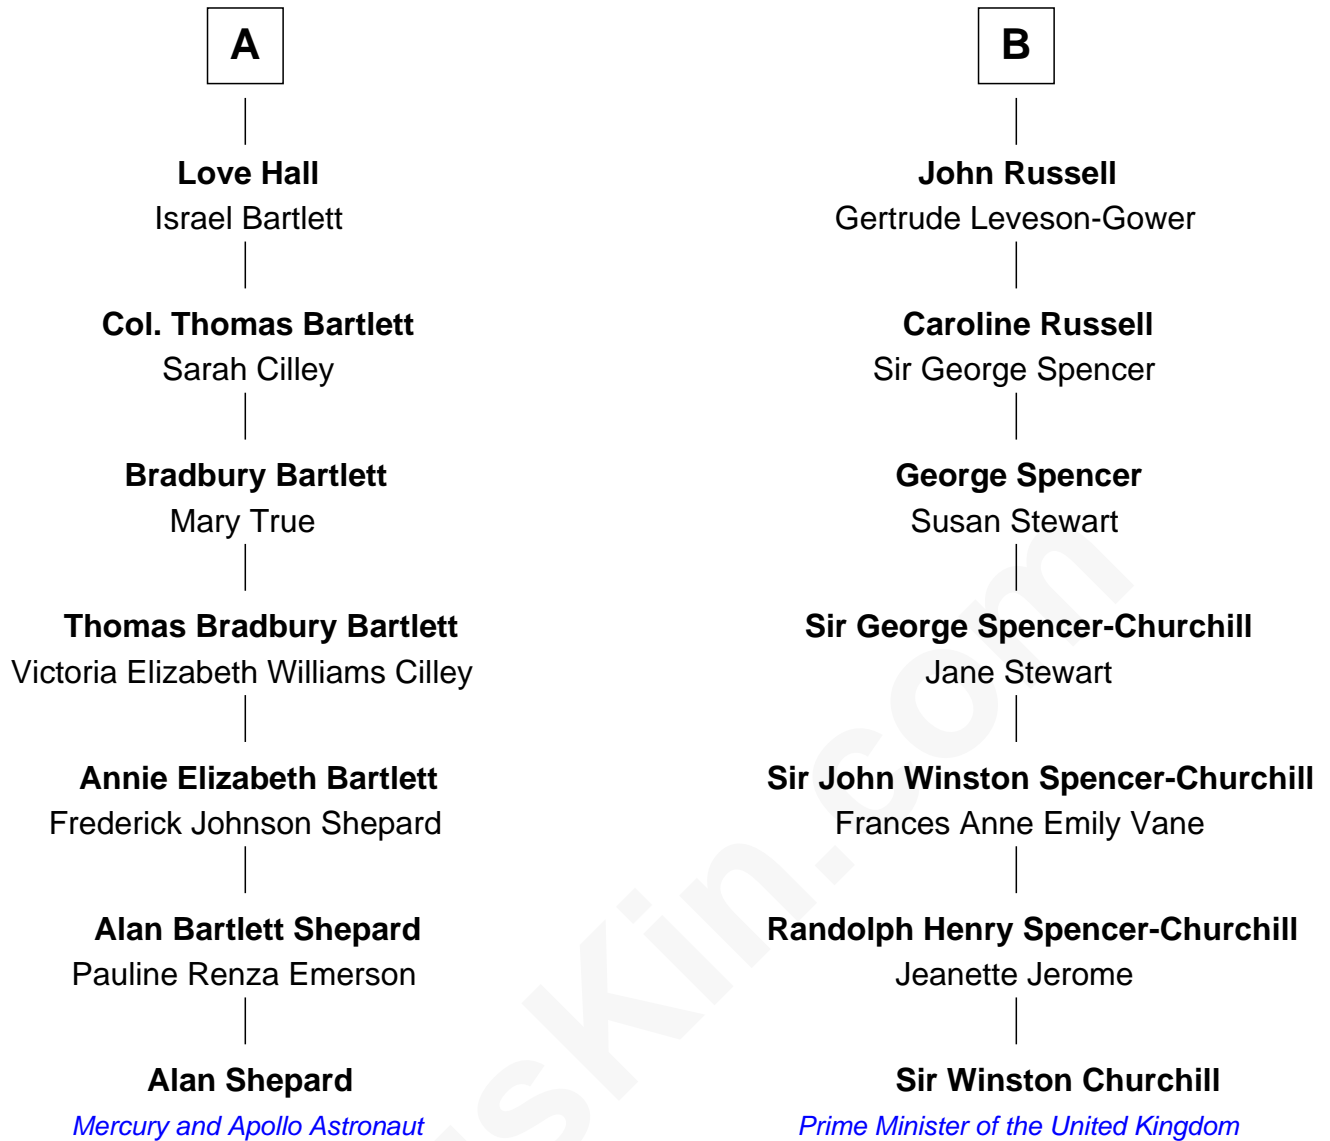 A
Love Hall
Israel Bartlett
Col. Thomas Bartlett
Sarah Cilley
Bradbury Bartlett
Mary True
Thomas Bradbury Bartlett
Victoria Elizabeth Williams Cilley
Annie Elizabeth Bartlett
Frederick Johnson Shepard
Alan Bartlett Shepard
Pauline Renza Emerson
Alan Shepard
Mercury and Apollo Astronaut
B
John Russell
Gertrude Leveson-Gower
Caroline Russell
Sir George Spencer
George Spencer
Susan Stewart
Sir George Spencer-Churchill
Jane Stewart
Sir John Winston Spencer-Churchill
Frances Anne Emily Vane
Randolph Henry Spencer-Churchill
Jeanette Jerome
Sir Winston Churchill
Prime Minister of the United Kingdom